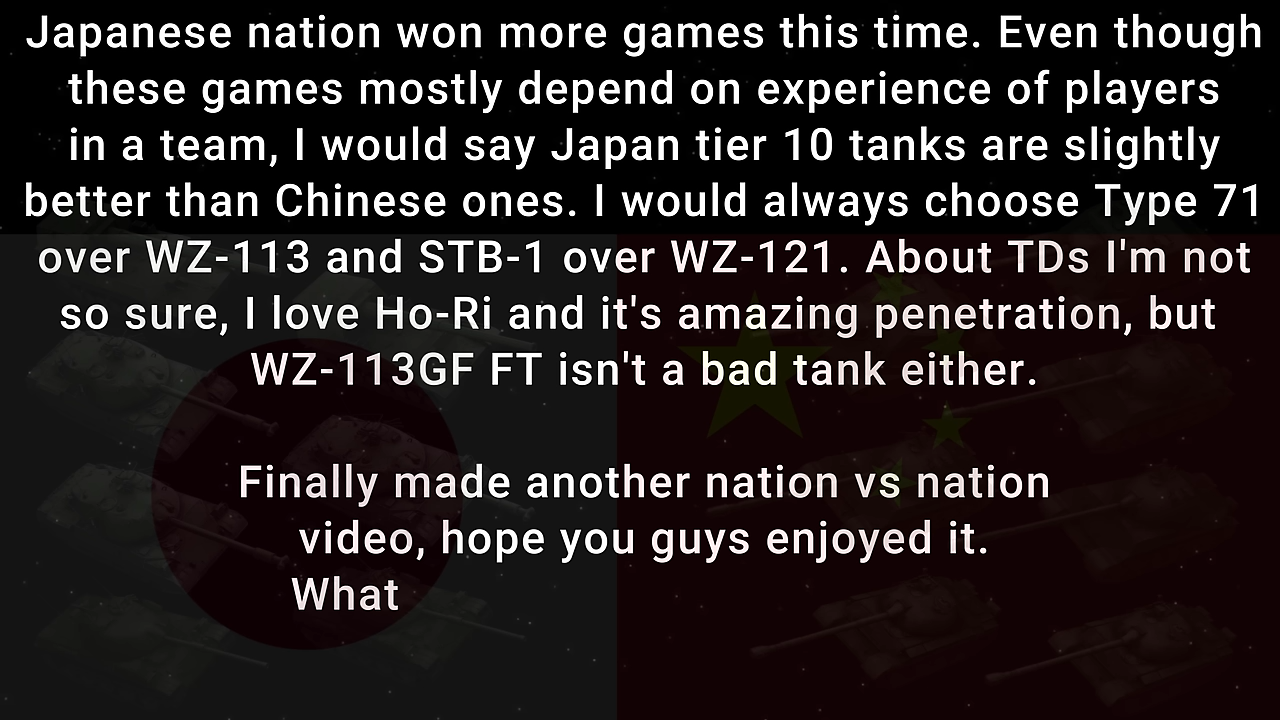 Japanese nation won more games this time. Even though
these games mostly depend on experience of players
in a team, I would say Japan tier 10 tanks are slightly
better than Chinese ones. I would always choose Type 71
over WZ-113 and STB-1 over WZ-121. About TDs I'm not
so sure, I love Ho-Ri and it's amazing penetration, but
WZ-113GF FT isn't a bad tank either.
Finally made another nation vs nation
video, hope you guys enjoyed it.
What